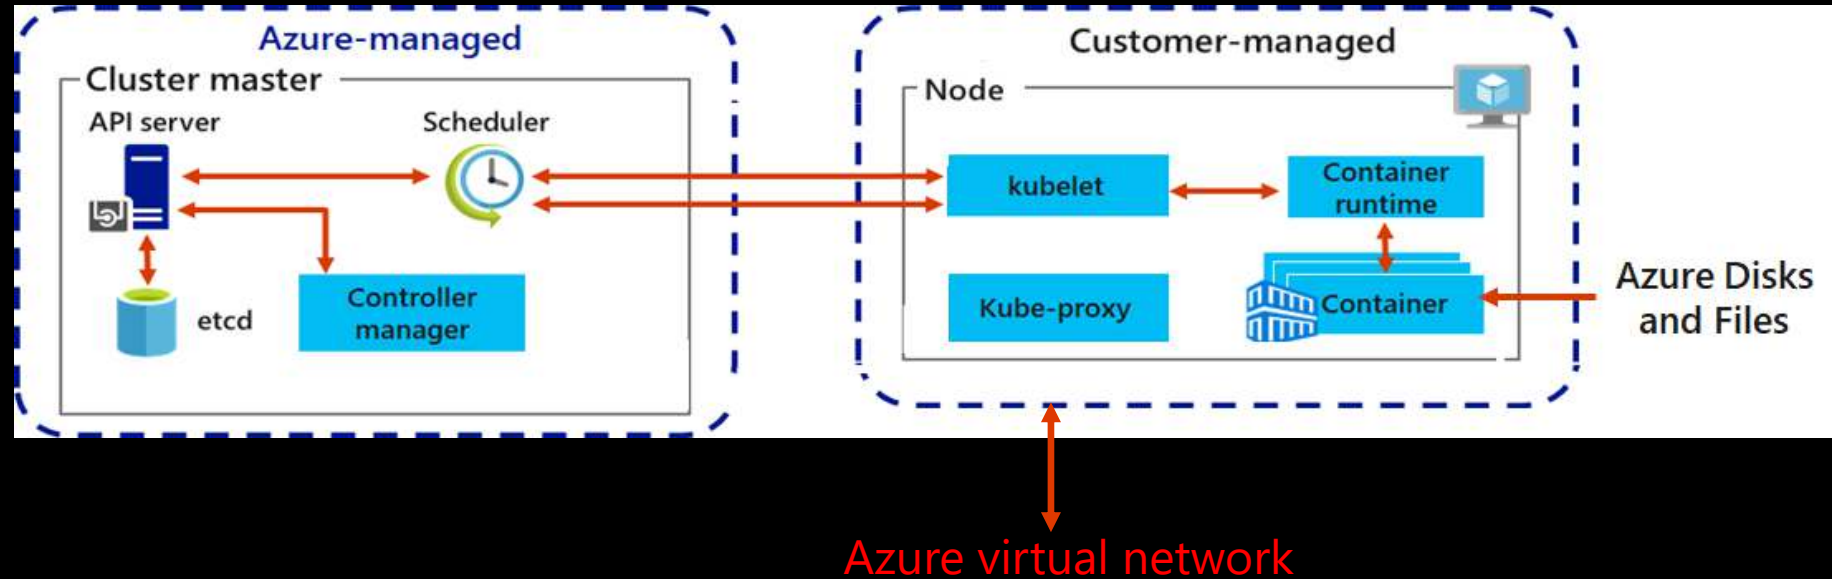 Azure-managed
Cluster master
API server
Scheduler
etcd
Controller
manager
Customer-managed
Node
kubelet
Container
runtime
Kube-proxy
Container
Azure Disks
and Files
Azure virtual network